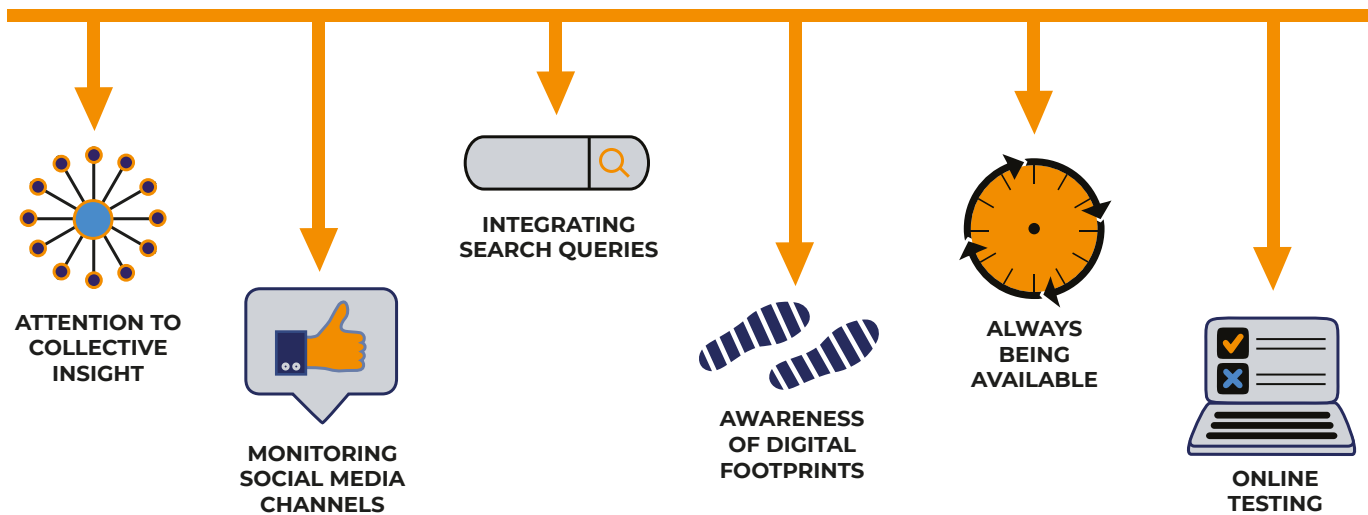 ATTENTION TO
COLLECTIVE
INSIGHT
MONITORING
SOCIAL MEDIA
CHANNELS
INTEGRATING
SEARCH QUERIES
AWARENESS
OF DIGITAL
FOOTPRINTS
ALWAYS
BEING
AVAILABLE
ONLINE
TESTING